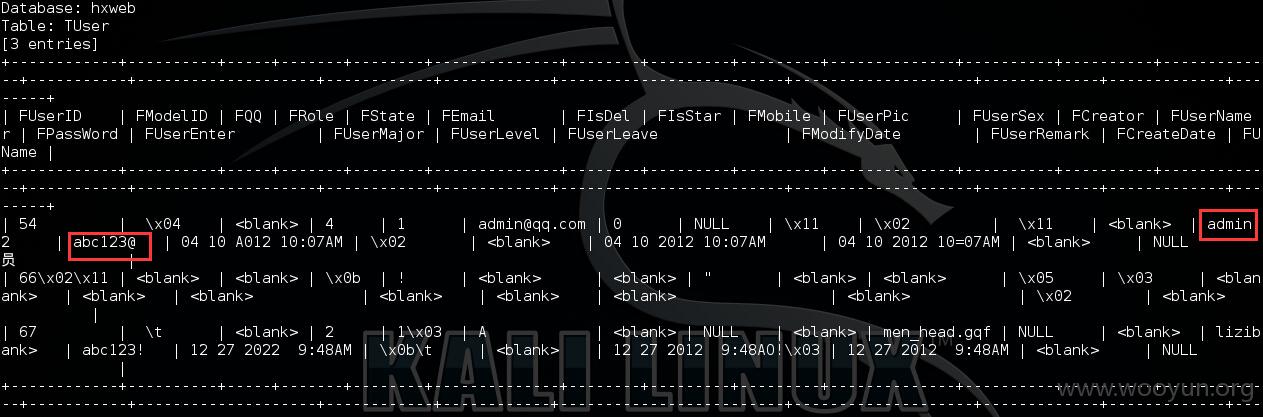 Database: hxweb
Table: TUser
[3 entries]
+-----------+-----------+---------+-------+--------+--------------+---------+---------+---------+--------------+----------+----------+----------
--+-----------+---------------------+------------+------------+---------------------+---------------------+-------------+-------------+----
-----+
| FUserID | FModelID | FQQ | FRole | FState | FEmail | FIsDel | FIsStar | FMobile | FUserPic | FUserSex | FCreator | FUserName
r | FPassWord | FUserEnter | FUserMajor | FUserLevel | FUserLeave | FModifyDate | FUserRemark | FCreateDate | FU
Name |
+-----------+-----------+---------+-------+--------+--------------+---------+---------+---------+--------------+----------+----------+----------
--+-----------+---------------------+------------+------------+---------------------+---------------------+-------------+-------------+----
-----+
| 54 | \x04 | <blank> | 4 | 1 | admin@qq.com | 0 | NULL | \x11 | \x02 | \x11 | <blank> | admin
2 | abc123@ | 04 10 A012 10:07AM | \x02 | <blank> | 04 10 2012 10:07AM | 04 10 2012 10=07AM | <blank> | NULL
员 |
| 66\x02\x11 | <blank> | <blank> | \x0b | ! | <blank> | <blank> | " | <blank> | <blank> | \x05 | \x03 | <blan
ank> | <blank> | <blank> | <blank> | <blank> | <blank> | <blank> | \x02 | <blank>
|
| 67 | \t | <blank> | 2 | 1\x03 | A | <blank> | NULL | <blank> | men_head.gqf | NULL | <blank> | lizib
ank> | abc123! | 12 27 2022 9:48AM | \x0b\t | <blank> | 12 27 2012 9:48AO!\x03 | 12 27 2012 9:48AM | <blank> | NULL
|
+-----------+-----------+---------+-------+--------+--------------+---------+---------+---------+--------------+----------+----------+----------
--+-----------+---------------------+------------+------------+---------------------+---------------------+-------------+-------------+----
KALI LINUX™
www.wooyun.org